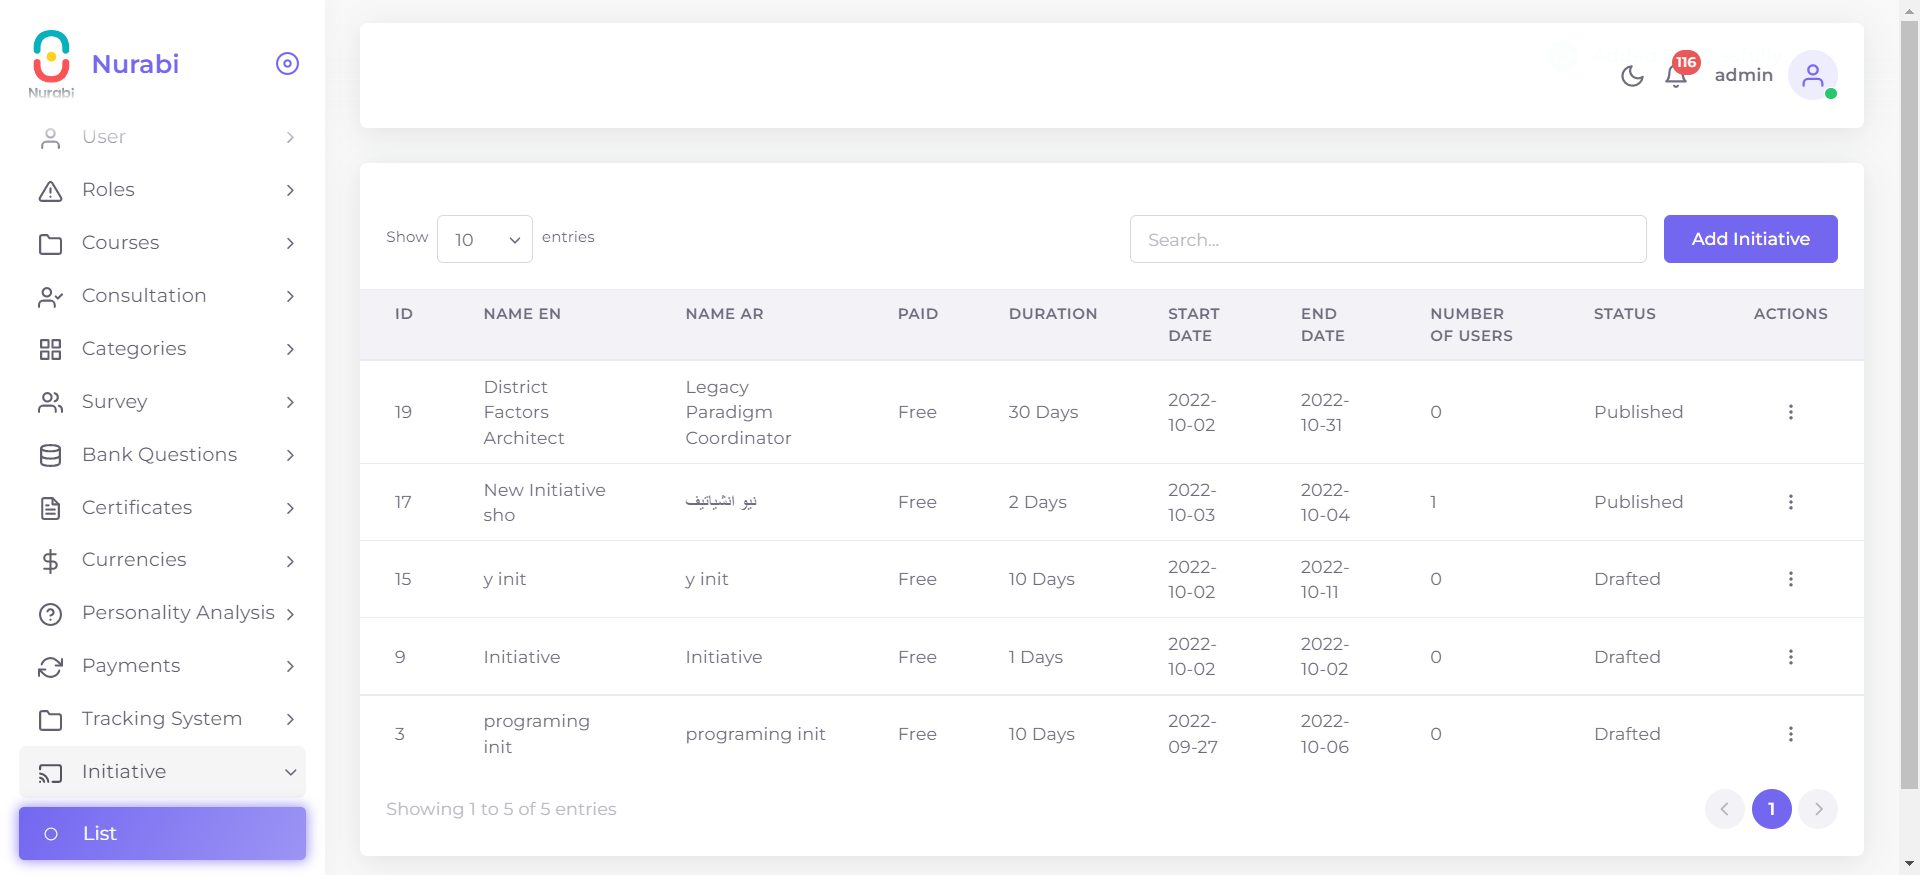 Nurabi
Nurabi
User
Roles
Courses
Consultation
Categories
Survey
Bank Questions
Certificates
Currencies
Personality Analysis
Payments
Tracking System
Initiative
List
116
admin
Show 10 entries
Search...
Add Initiative
ID NAME EN NAME AR PAID DURATION START DATE END DATE NUMBER OF USERS STATUS ACTIONS
19 District Factors Architect Legacy Paradigm Coordinator Free 30 Days 2022-10-02 2022-10-31 0 Published
17 New Initiative sho نيو انشياتيف Free 2 Days 2022-10-03 2022-10-04 1 Published
15 y init y init Free 10 Days 2022-10-02 2022-10-11 0 Drafted
9 Initiative Initiative Free 1 Days 2022-10-02 2022-10-02 0 Drafted
3 programing init programing init Free 10 Days 2022-09-27 2022-10-06 0 Drafted
Showing 1 to 5 of 5 entries
1